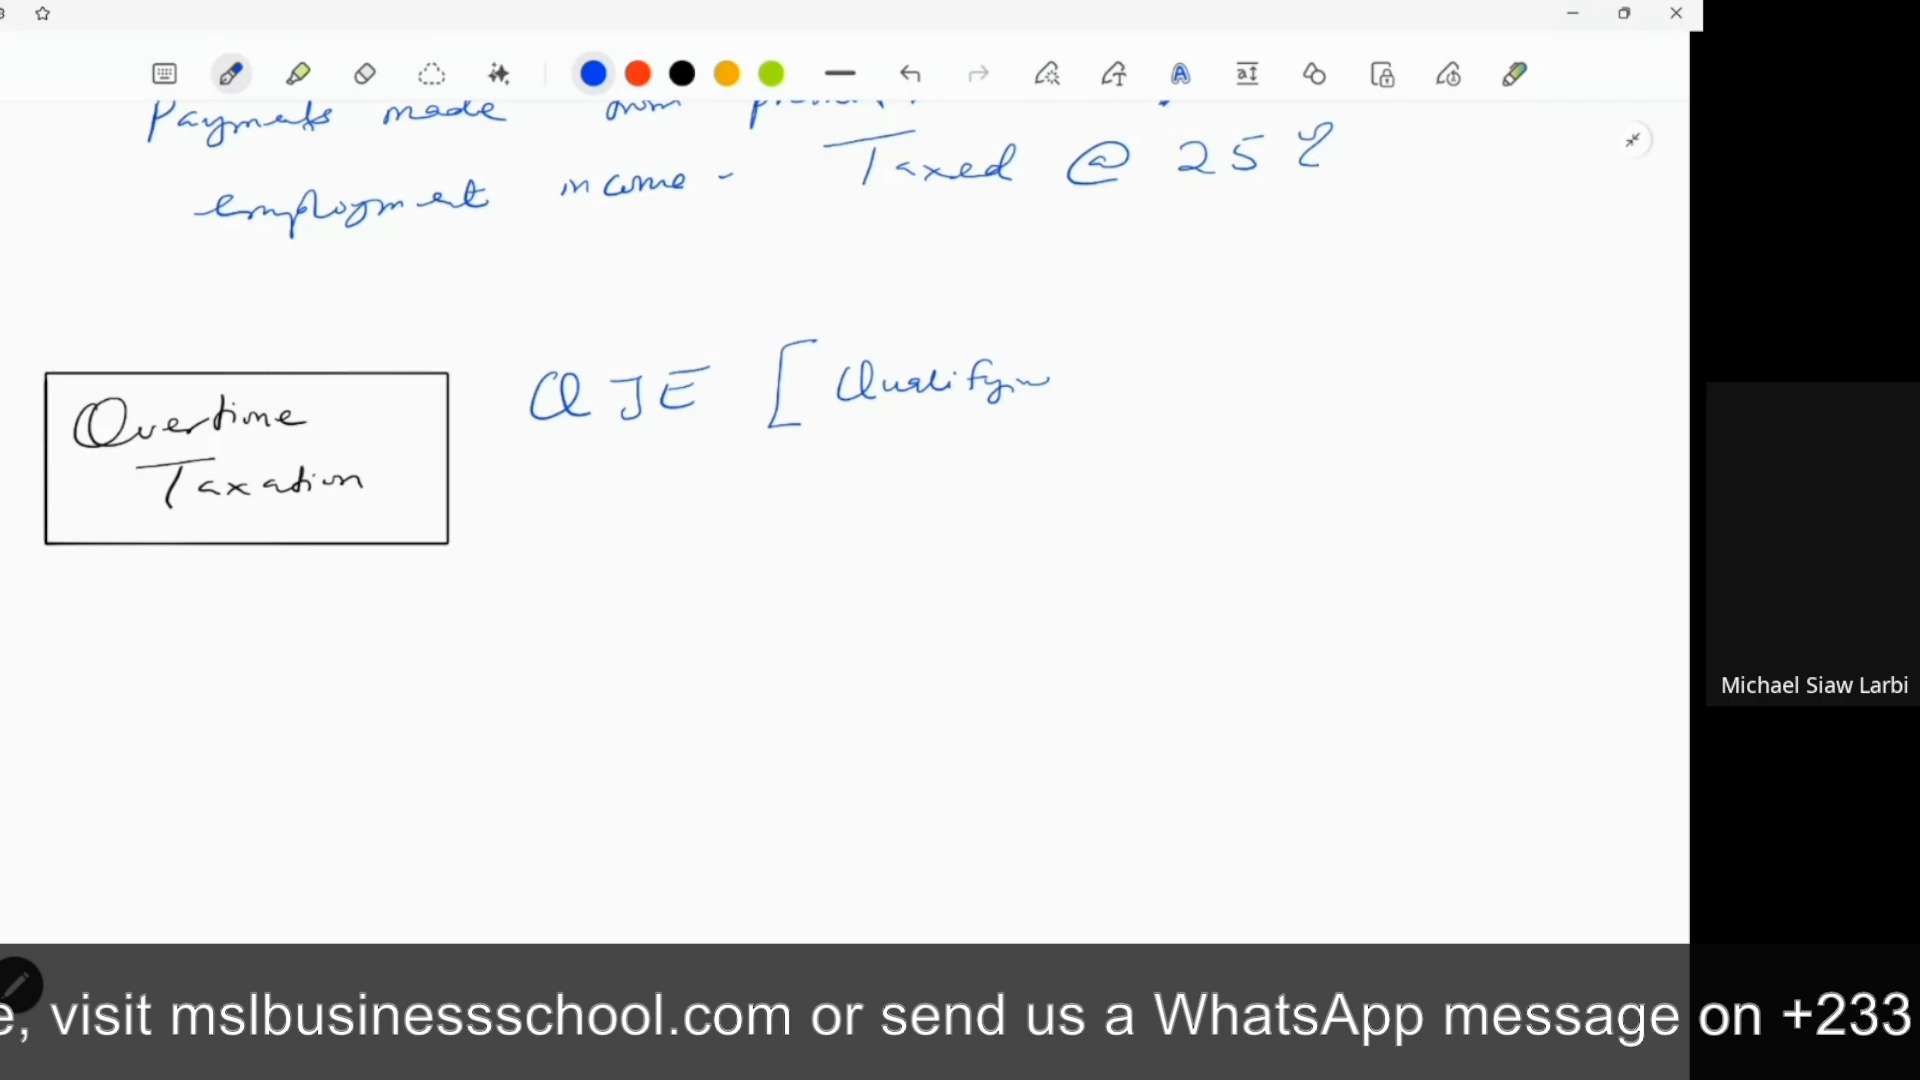 Payments made from
Taxed @ 25%
employment income -
Overtime
Taxation
QJE [Qualifyin
Michael Siaw Larbi
e, visit mslbusinessschool.com or send us a WhatsApp message on +233